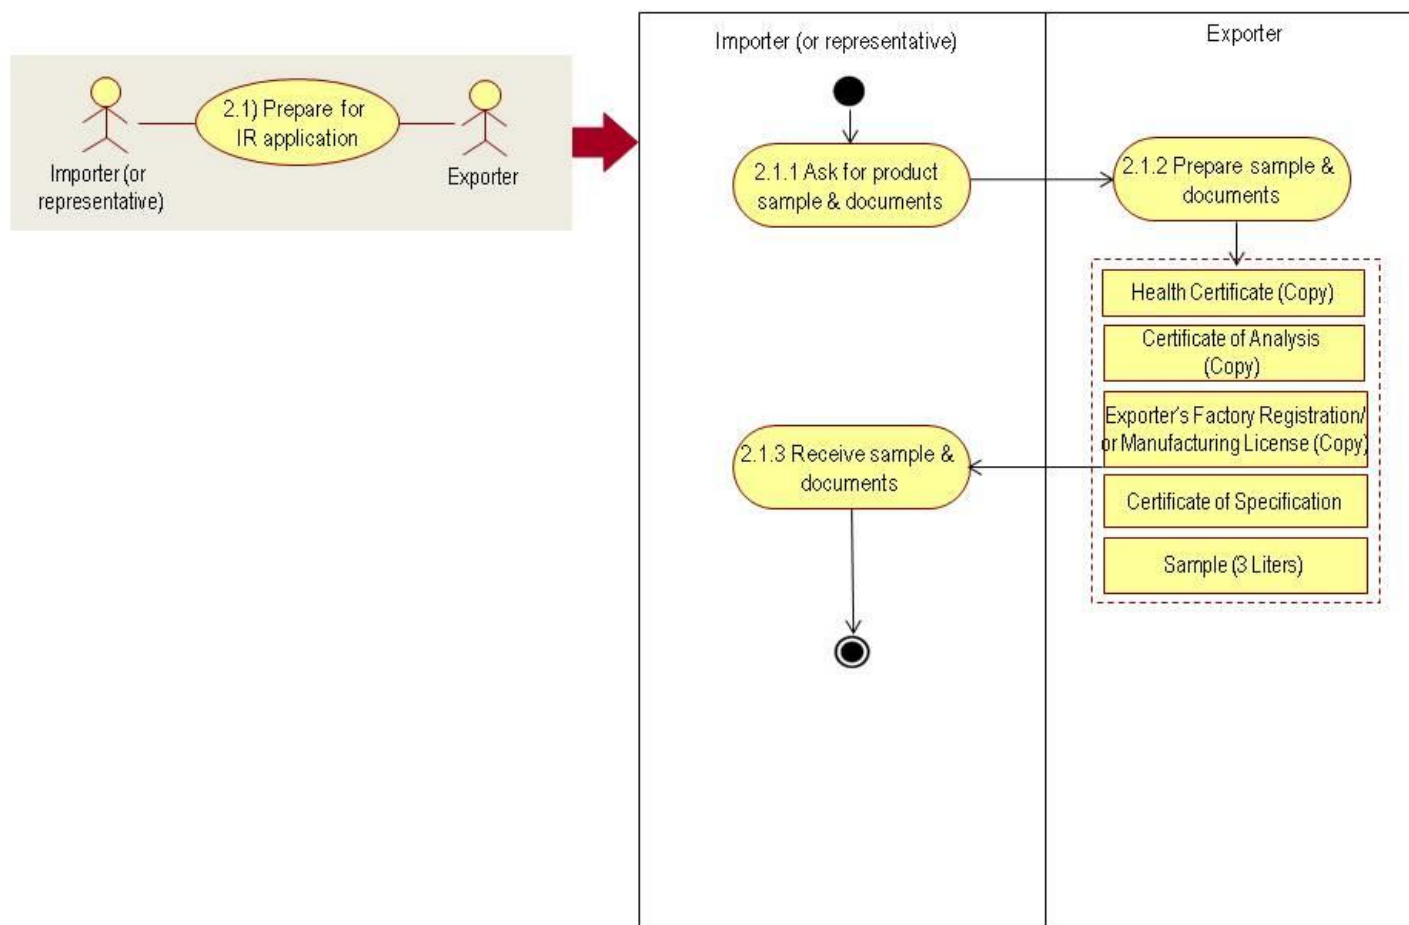 2.1) Prepare for
IR application
Importer (or
representative)
Exporter
Importer (or representative)
Exporter
2.1.1 Ask for product
sample & documents
2.1.2 Prepare sample &
documents
Health Certificate (Copy)
Certificate of Analysis
(Copy)
Exporter's Factory Registration/
or Manufacturing License (Copy)
2.1.3 Receive sample &
documents
Certificate of Specification
Sample (3 Liters)